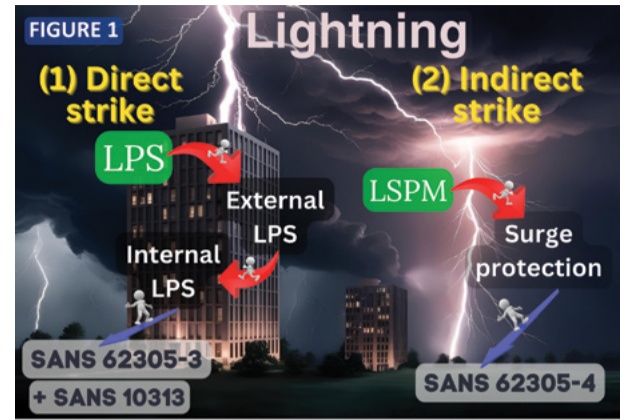 FIGURE 1
Lightning
(1) Direct
strike
LPS
External
LPS
Internal
LPS
SANS 62305-3
+ SANS 10313
(2) Indirect
strike
LSPM
Surge
protection
SANS 62305-4